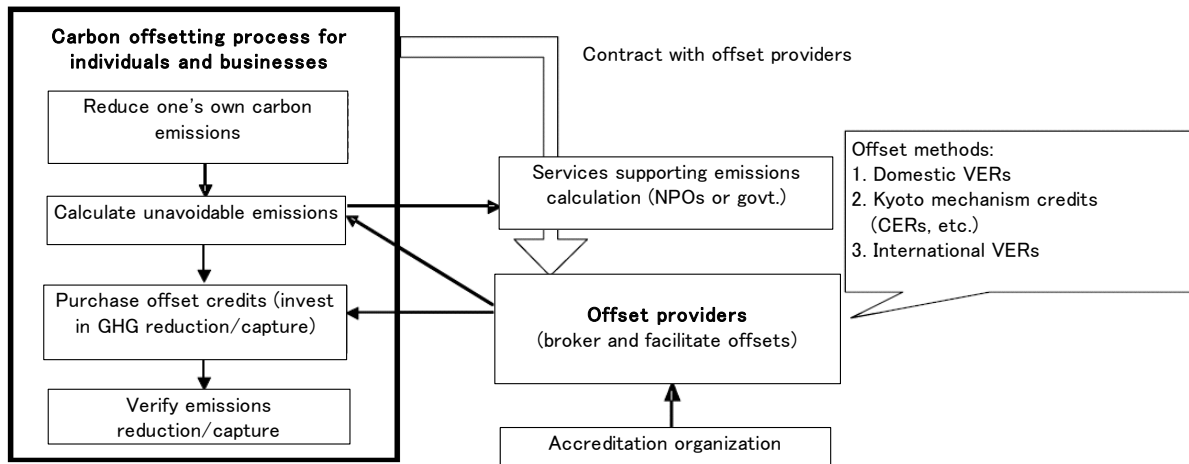 Carbon offsetting process for
individuals and businesses
Reduce one's own carbon
emissions
Calculate unavoidable emissions
Purchase offset credits (invest
in GHG reduction/capture)
Verify emissions
reduction/capture
Contract with offset providers
Services supporting emissions
calculation (NPOs or govt.)
Offset providers
(broker and facilitate offsets)
Accreditation organization
Offset methods:
1. Domestic VERs
2. Kyoto mechanism credits
(CERs, etc.)
3. International VERs